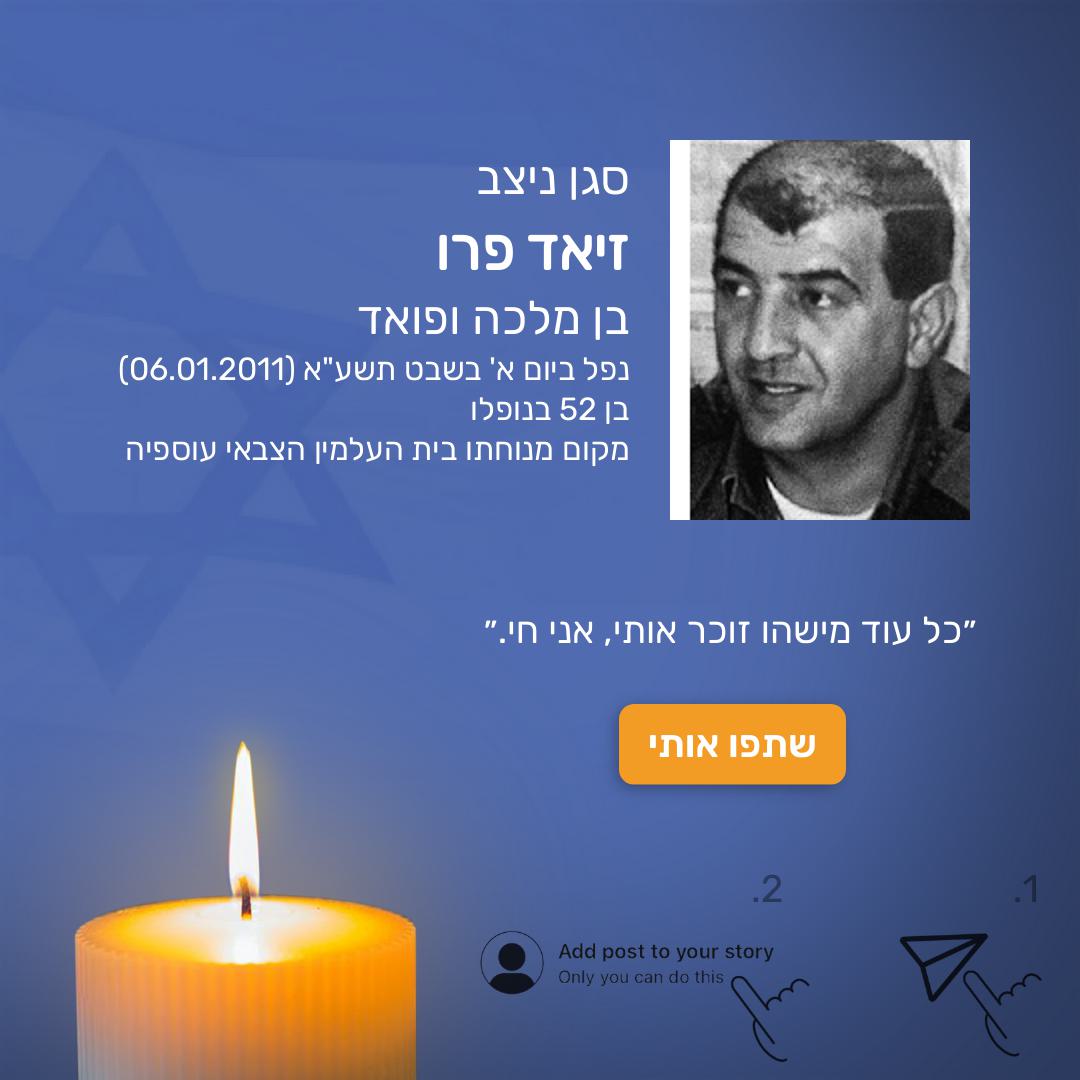 סגן ניצב
זיאד פרו
בן מלכה ופואד
נפל ביום א' בשבט תשע"א (06.01.2011)
בן 52 בנופלו
מקום מנוחתו בית העלמין הצבאי עוספיה
״כל עוד מישהו זוכר אותי, אני חי.״
שתפו אותי
.1
.2
Add post to your story
Only you can do this